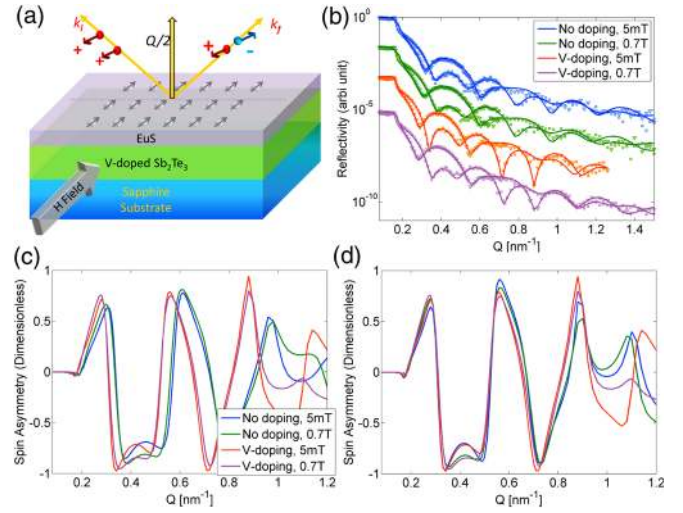 (a)
k_i
Q/2
k_f
+
+
+
-
EuS
V-doped Sb₂Te₃
Sapphire
Substrate
H Field
(b)
Reflectivity (arbi unit)
10⁰
10⁻⁵
10⁻¹⁰
No doping, 5mT
No doping, 0.7T
V-doping, 5mT
V-doping, 0.7T
0.2 0.4 0.6 0.8 1.0 1.2 1.4
Q [nm⁻¹]
(c)
Spin Asymmetry (Dimensionless)
1
0.5
0
-0.5
-1
No doping, 5mT
No doping, 0.7T
V-doping, 5mT
V-doping, 0.7T
0.2 0.4 0.6 0.8 1.0 1.2
Q [nm⁻¹]
(d)
Spin Asymmetry (Dimensionless)
1
0.5
0
-0.5
-1
0.2 0.4 0.6 0.8 1.0 1.2
Q [nm⁻¹]